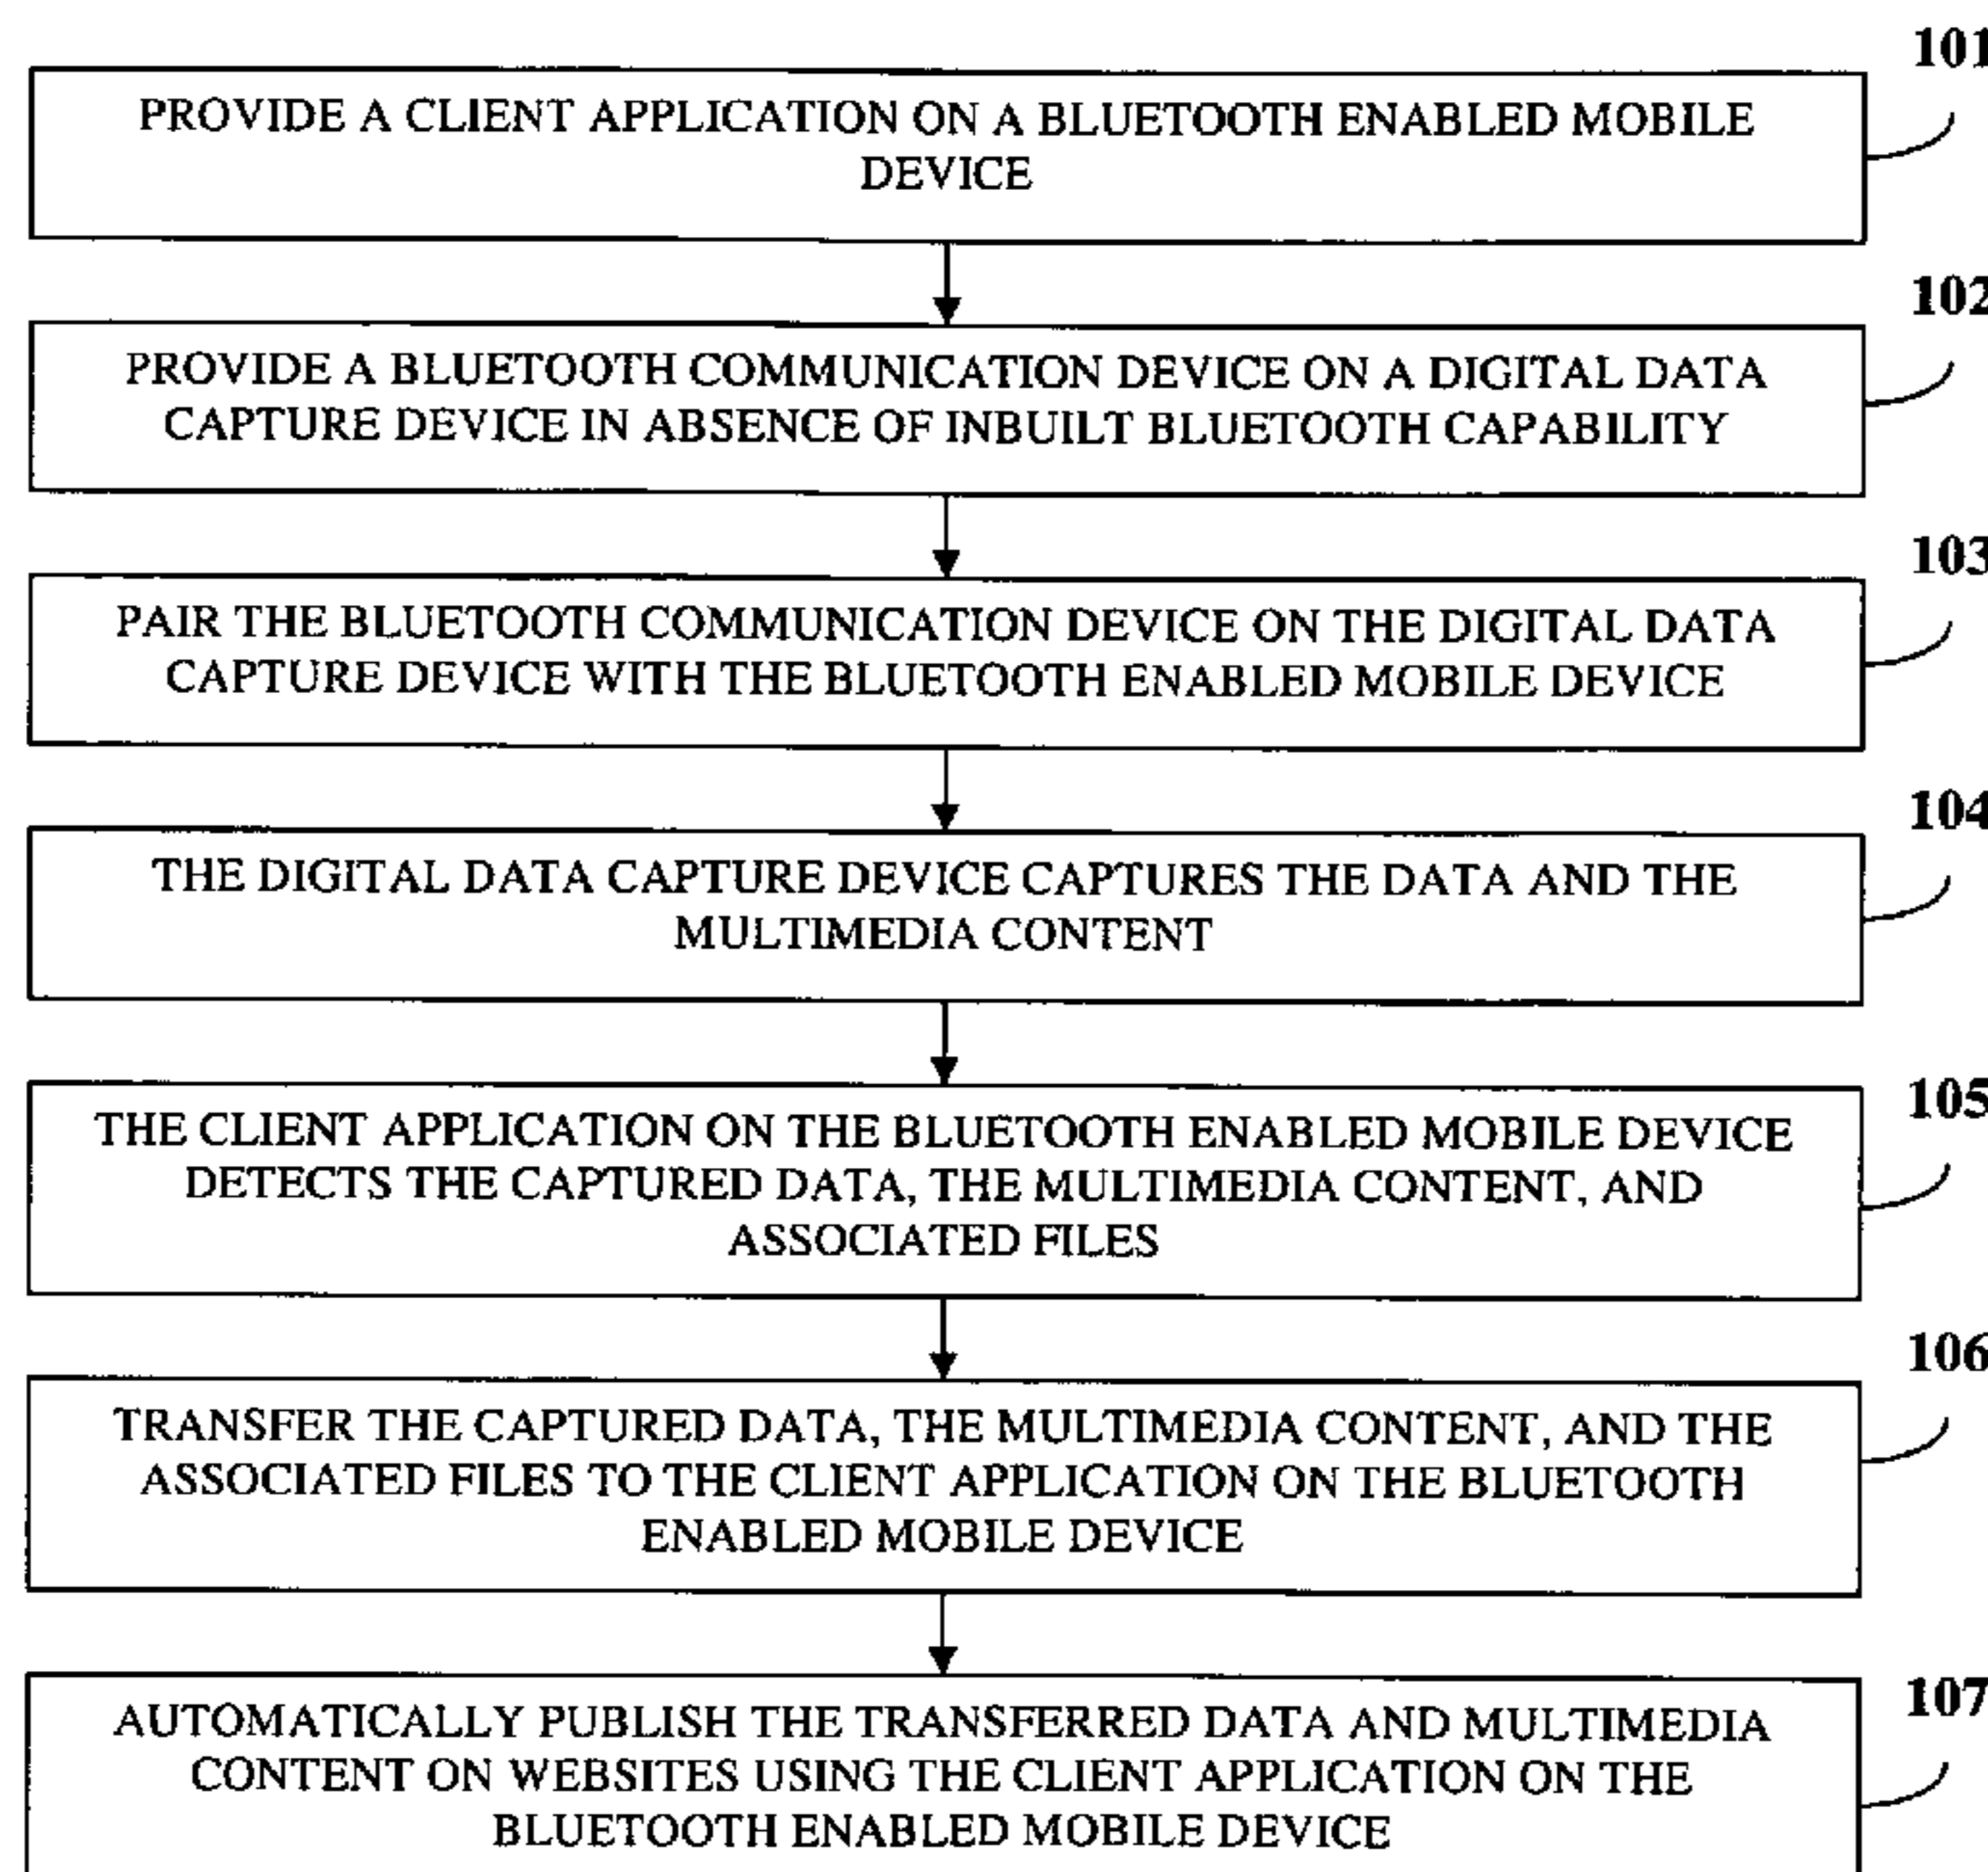 101
PROVIDE A CLIENT APPLICATION ON A BLUETOOTH ENABLED MOBILE
DEVICE
102
PROVIDE A BLUETOOTH COMMUNICATION DEVICE ON A DIGITAL DATA
CAPTURE DEVICE IN ABSENCE OF INBUILT BLUETOOTH CAPABILITY
103
PAIR THE BLUETOOTH COMMUNICATION DEVICE ON THE DIGITAL DATA
CAPTURE DEVICE WITH THE BLUETOOTH ENABLED MOBILE DEVICE
104
THE DIGITAL DATA CAPTURE DEVICE CAPTURES THE DATA AND THE
MULTIMEDIA CONTENT
105
THE CLIENT APPLICATION ON THE BLUETOOTH ENABLED MOBILE DEVICE
DETECTS THE CAPTURED DATA, THE MULTIMEDIA CONTENT, AND
ASSOCIATED FILES
106
TRANSFER THE CAPTURED DATA, THE MULTIMEDIA CONTENT, AND THE
ASSOCIATED FILES TO THE CLIENT APPLICATION ON THE BLUETOOTH
ENABLED MOBILE DEVICE
107
AUTOMATICALLY PUBLISH THE TRANSFERRED DATA AND MULTIMEDIA
CONTENT ON WEBSITES USING THE CLIENT APPLICATION ON THE
BLUETOOTH ENABLED MOBILE DEVICE